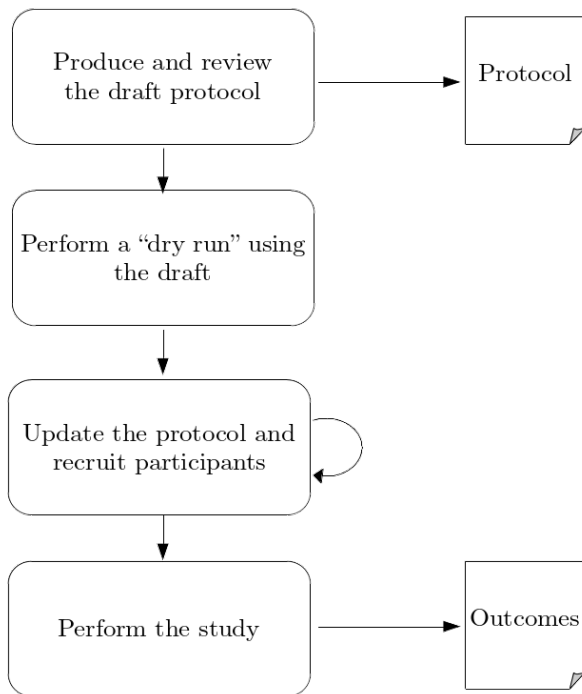 Produce and review
the draft protocol
Protocol
Perform a “dry run” using
the draft
Update the protocol and
recruit participants
Perform the study
Outcomes